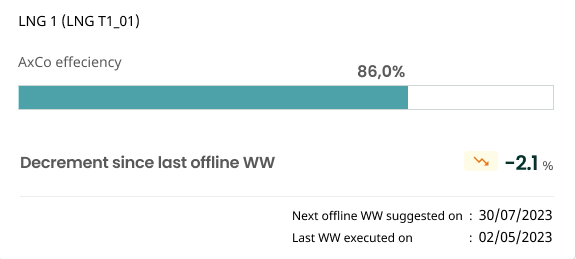 LNG 1 (LNG T1_01)
AxCo effeciency
86,0%
Decrement since last offline WW -2.1 %
Next offline WW suggested on : 30/07/2023
Last WW executed on : 02/05/2023